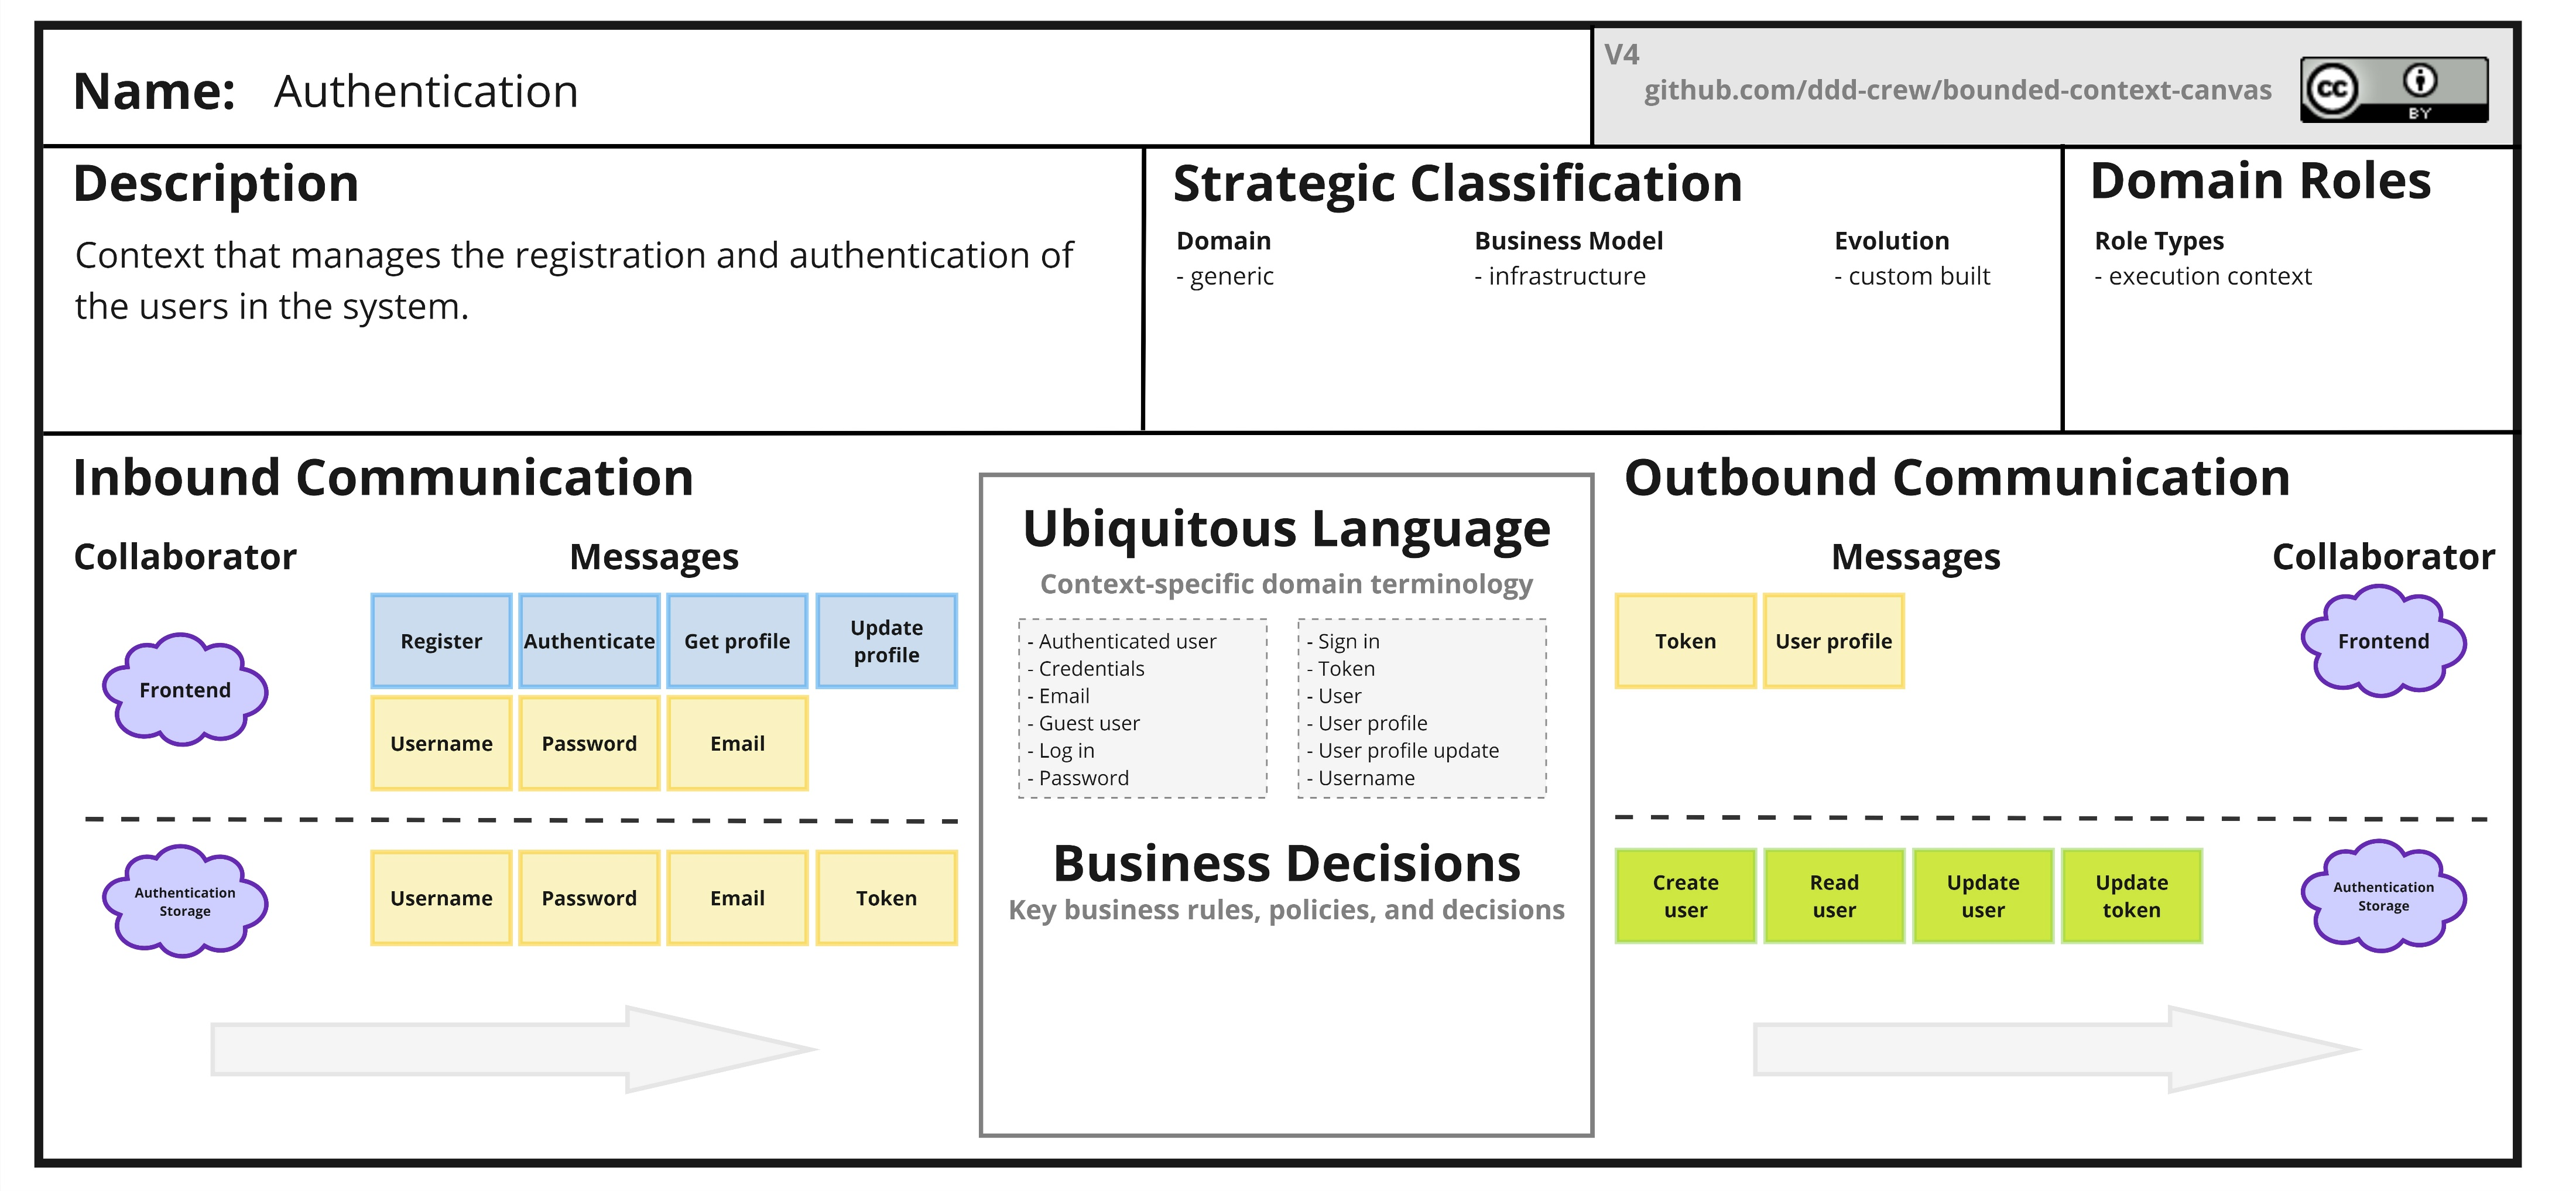 Name: Authentication
V4
github.com/ddd-crew/bounded-context-canvas
cc
BY
Description
Context that manages the registration and authentication of
the users in the system.
Strategic Classification
Domain
- generic
Business Model
- infrastructure
Evolution
- custom built
Domain Roles
Role Types
- execution context
Inbound Communication
Collaborator
Messages
Frontend
Register
Authenticate
Get profile
Update
profile
Username
Password
Email
Authentication
Storage
Username
Password
Email
Token
Ubiquitous Language
Context-specific domain terminology
- Authenticated user
- Credentials
- Email
- Guest user
- Log in
- Password
- Sign in
- Token
- User
- User profile
- User profile update
- Username
Business Decisions
Key business rules, policies, and decisions
Outbound Communication
Messages
Collaborator
Token
User profile
Frontend
Create
user
Read
user
Update
user
Update
token
Authentication
Storage